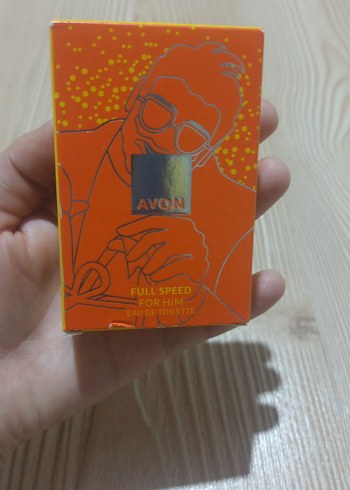 AVON
FULL SPEED
FOR HIM
EAU DE TOILETTE